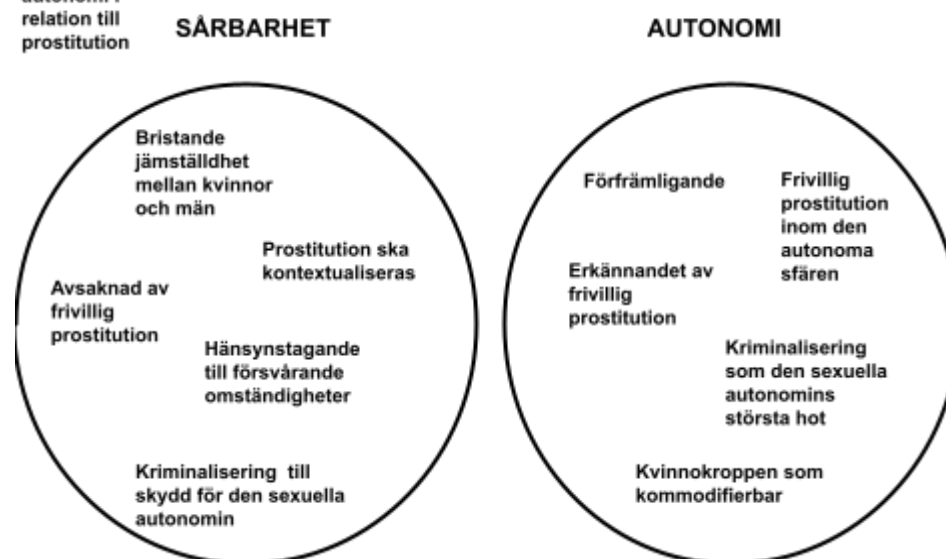 relation till
prostitution
SÅRBARHET
AUTONOMI
Bristande
jämställdhet
mellan kvinnor
och män
Prostitution ska
kontextualiseras
Avsaknad av
frivillig
prostitution
Hänsynstagande
till försvårande
omständigheter
Kriminalisering till
skydd för den sexuella
autonomin
Förfrämligande
Frivillig
prostitution
inom den
autonoma
sfären
Erkännandet av
frivillig
prostitution
Kriminalisering
som den sexuella
autonomins
största hot
Kvinnokroppen som
kommodifierbar